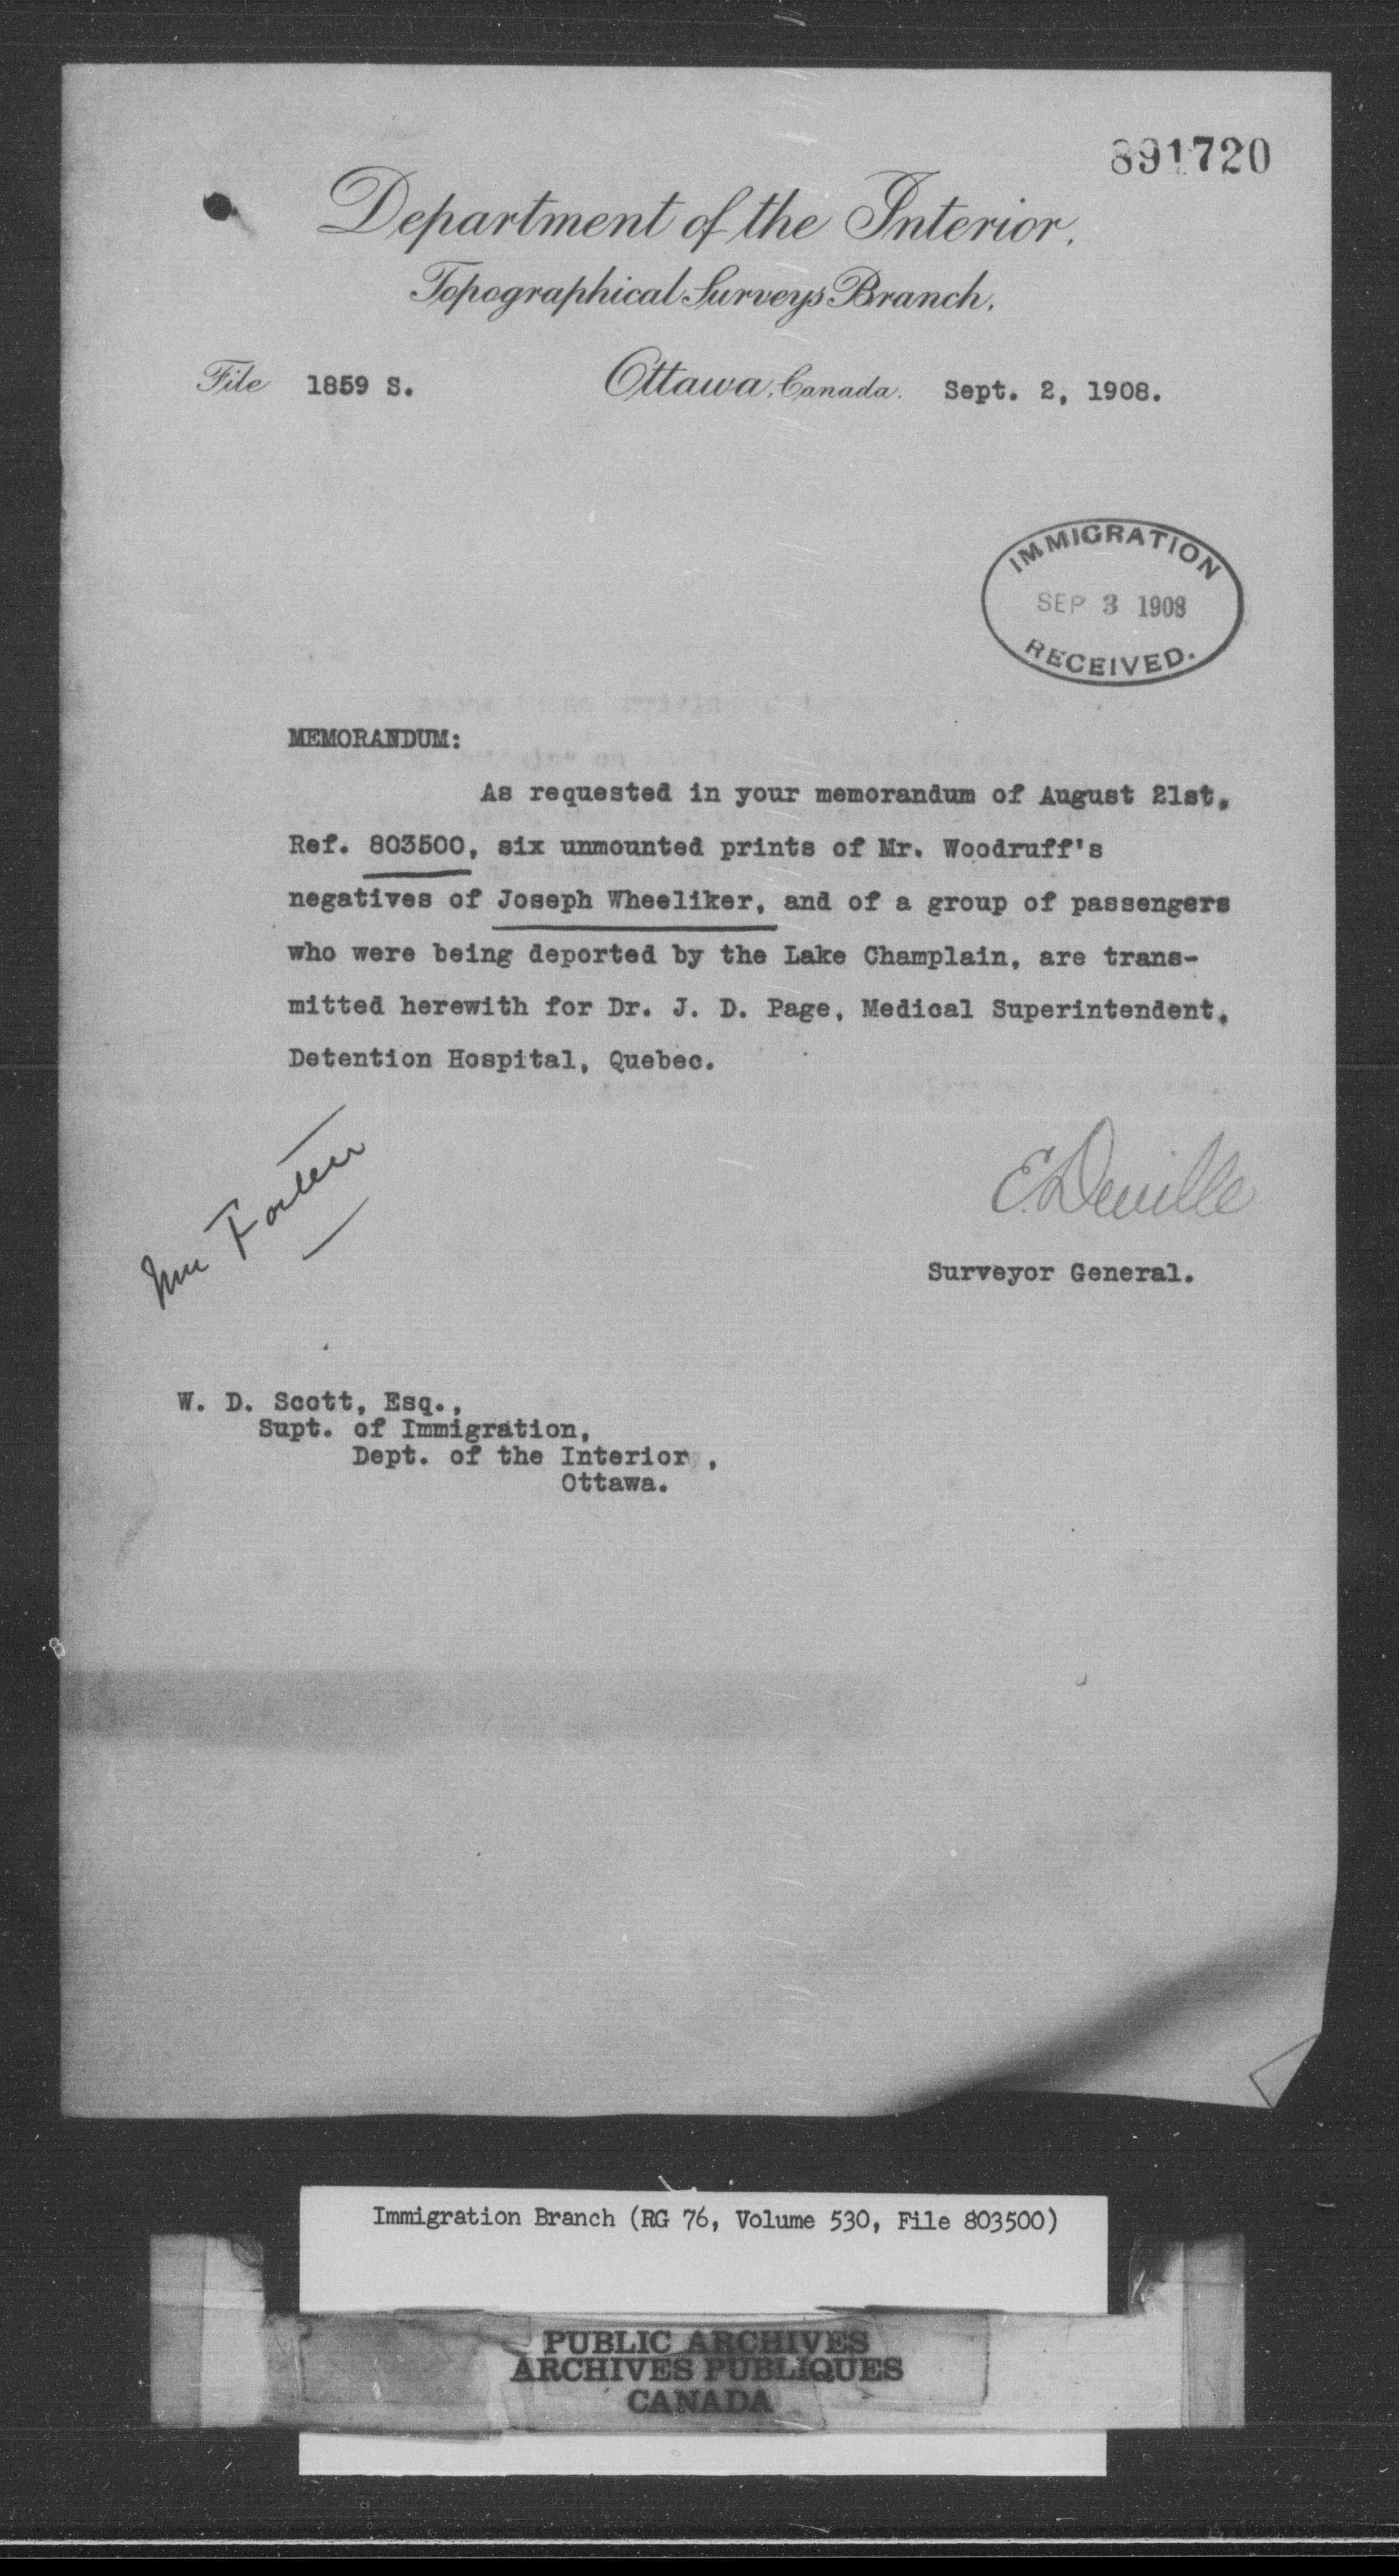 891720
Department of the Interior.
Topographical Surveys Branch.
File 1859 S. Ottawa, Canada. Sept. 2, 1908.
IMMIGRATION
SEP 3 1908
RECEIVED.
MEMORANDUM:
As requested in your memorandum of August 21st,
Ref. 803500, six unmounted prints of Mr. Woodruff's
negatives of Joseph Wheeliker, and of a group of passengers
who were being deported by the Lake Champlain, are trans-
mitted herewith for Dr. J. D. Page, Medical Superintendent,
Detention Hospital, Quebec.
E. Deville
Surveyor General.
W. D. Scott, Esq.,
Supt. of Immigration,
Dept. of the Interior,
Ottawa.
Immigration Branch (RG 76, Volume 530, File 803500)
PUBLIC ARCHIVES
ARCHIVES PUBLIQUES
CANADA